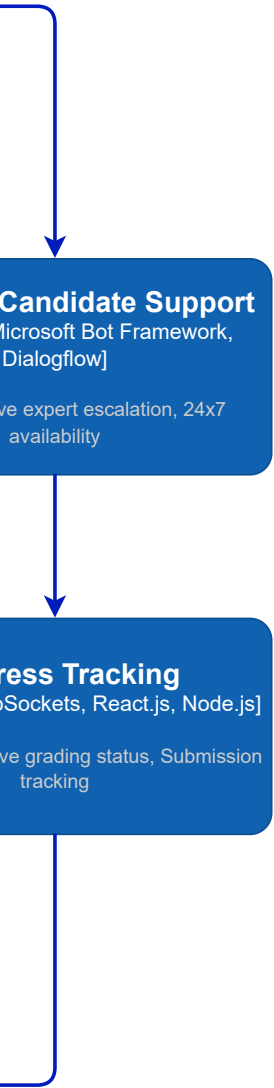 Candidate Support
Microsoft Bot Framework,
Dialogflow]
ve expert escalation, 24x7
availability
ress Tracking
Sockets, React.js, Node.js]
ve grading status, Submission
tracking